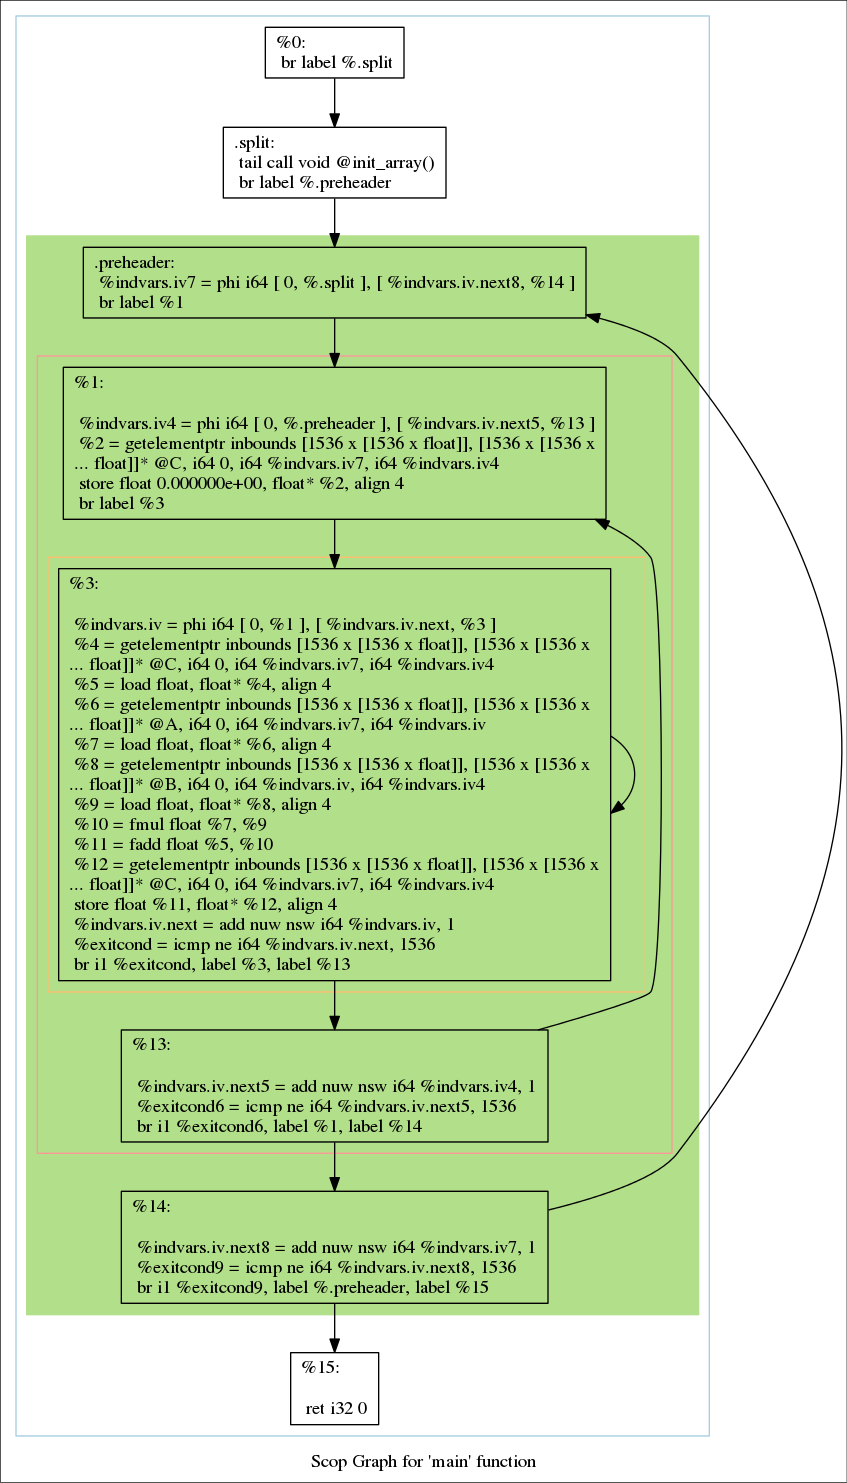 %0:
br label %.split
.split:
tail call void @init_array()
br label %.preheader
.preheader:
%indvars.iv7 = phi i64 [ 0, %.split ], [ %indvars.iv.next8, %14 ]
br label %1
%1:
%indvars.iv4 = phi i64 [ 0, %.preheader ], [ %indvars.iv.next5, %13 ]
%2 = getelementptr inbounds [1536 x [1536 x float]], [1536 x [1536 x
... float]]* @C, i64 0, i64 %indvars.iv7, i64 %indvars.iv4
store float 0.000000e+00, float* %2, align 4
br label %3
%3:
%indvars.iv = phi i64 [ 0, %1 ], [ %indvars.iv.next, %3 ]
%4 = getelementptr inbounds [1536 x [1536 x float]], [1536 x [1536 x
... float]]* @C, i64 0, i64 %indvars.iv7, i64 %indvars.iv4
%5 = load float, float* %4, align 4
%6 = getelementptr inbounds [1536 x [1536 x float]], [1536 x [1536 x
... float]]* @A, i64 0, i64 %indvars.iv7, i64 %indvars.iv
%7 = load float, float* %6, align 4
%8 = getelementptr inbounds [1536 x [1536 x float]], [1536 x [1536 x
... float]]* @B, i64 0, i64 %indvars.iv, i64 %indvars.iv4
%9 = load float, float* %8, align 4
%10 = fmul float %7, %9
%11 = fadd float %5, %10
%12 = getelementptr inbounds [1536 x [1536 x float]], [1536 x [1536 x
... float]]* @C, i64 0, i64 %indvars.iv7, i64 %indvars.iv4
store float %11, float* %12, align 4
%indvars.iv.next = add nuw nsw i64 %indvars.iv, 1
%exitcond = icmp ne i64 %indvars.iv.next, 1536
br i1 %exitcond, label %3, label %13
%13:
%indvars.iv.next5 = add nuw nsw i64 %indvars.iv4, 1
%exitcond6 = icmp ne i64 %indvars.iv.next5, 1536
br i1 %exitcond6, label %1, label %14
%14:
%indvars.iv.next8 = add nuw nsw i64 %indvars.iv7, 1
%exitcond9 = icmp ne i64 %indvars.iv.next8, 1536
br i1 %exitcond9, label %.preheader, label %15
%15:
ret i32 0
Scop Graph for 'main' function